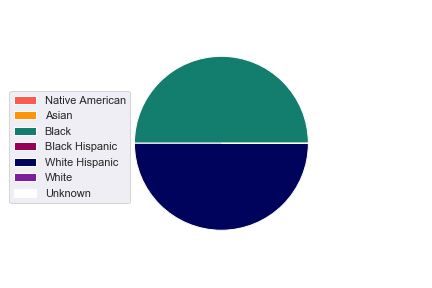 Native American
Asian
Black
Black Hispanic
White Hispanic
White
Unknown